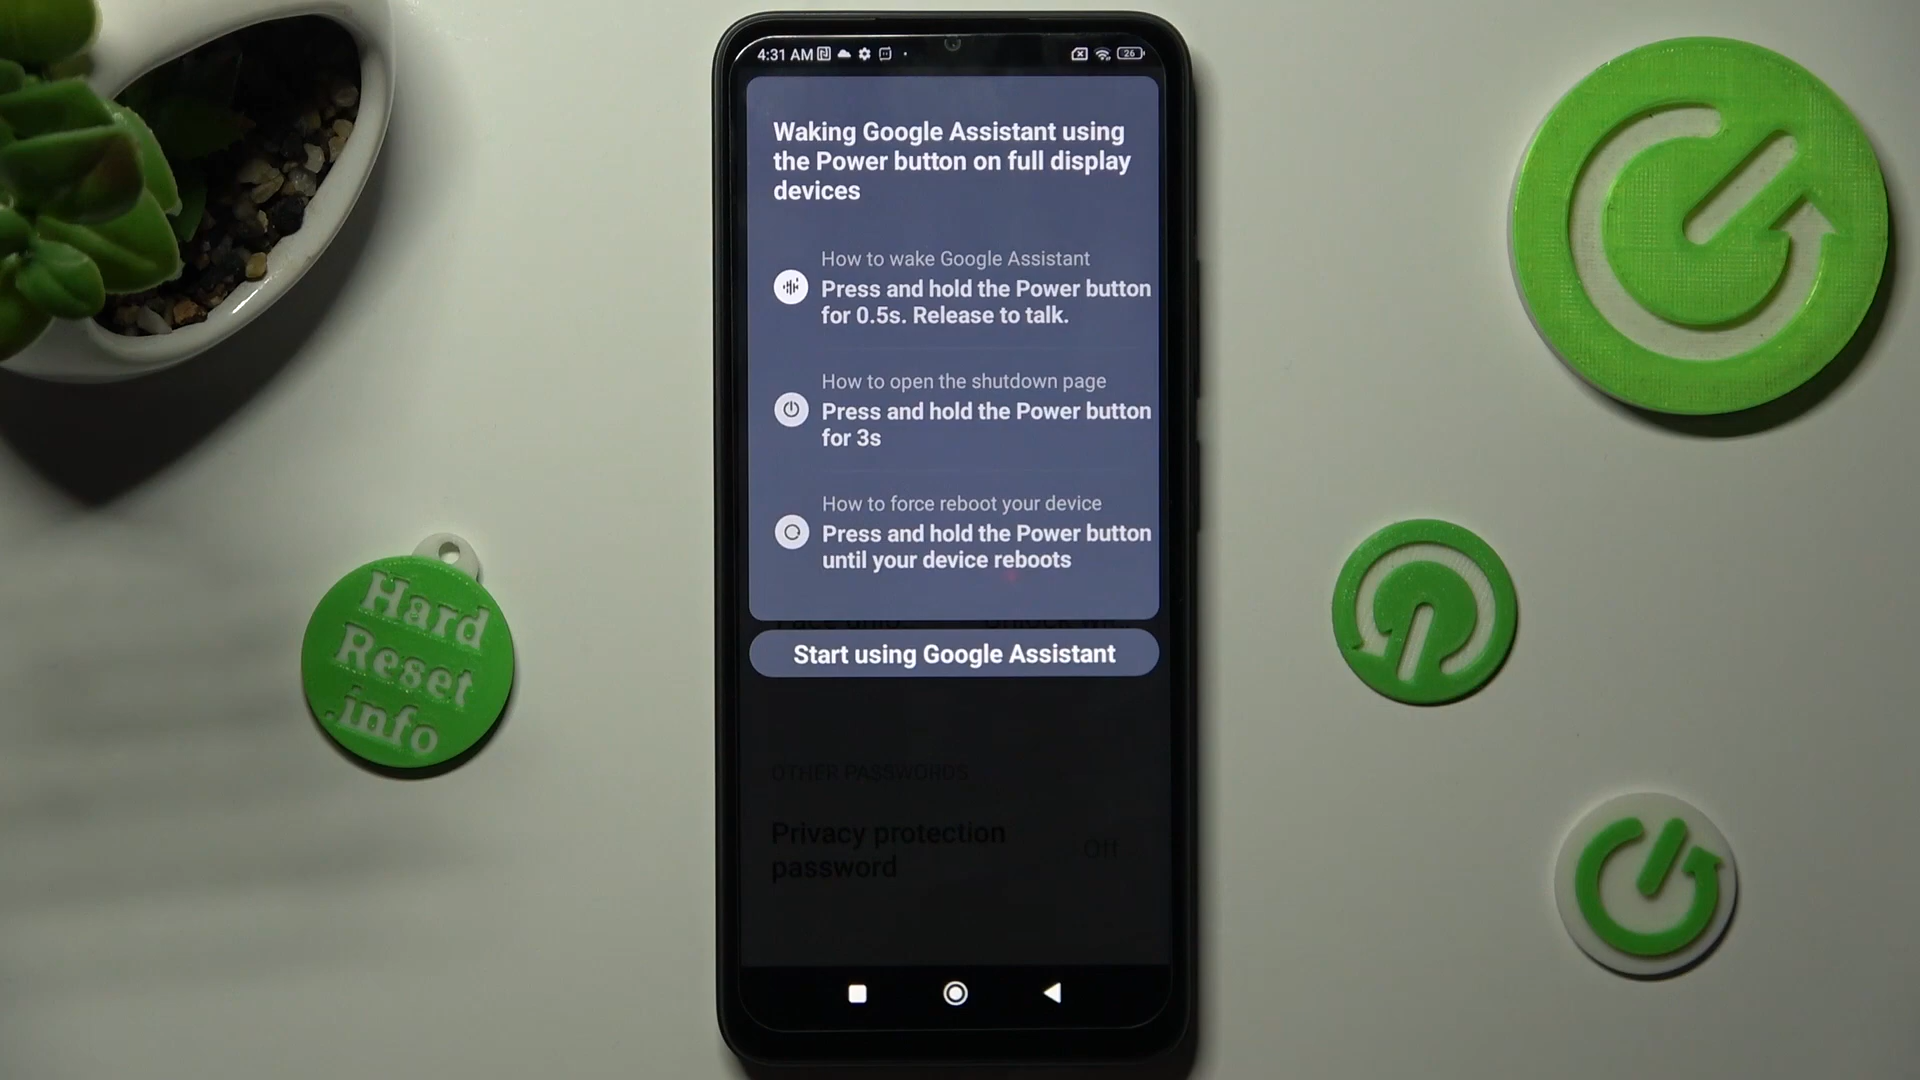 4:31 AM
26
Waking Google Assistant using
the Power button on full display
devices
How to wake Google Assistant
Press and hold the Power button
for 0.5s. Release to talk.
How to open the shutdown page
Press and hold the Power button
for 3s
How to force reboot your device
Press and hold the Power button
until your device reboots
Start using Google Assistant
OTHER PASSWORDS
Privacy protection
password
Off
Hard
Reset
.info